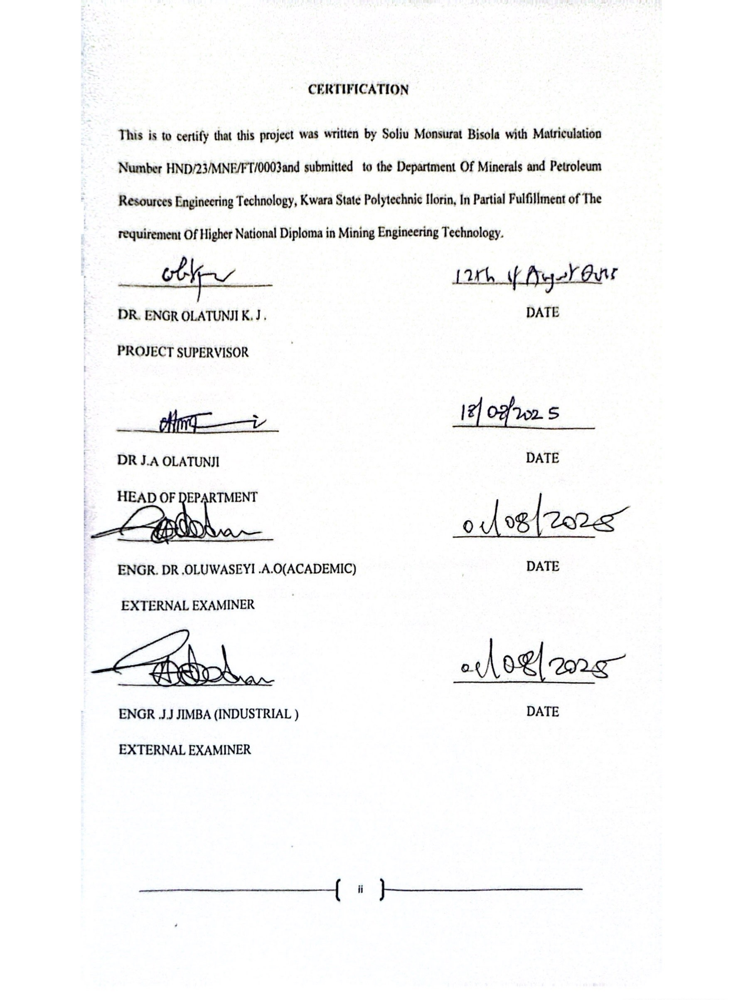 CERTIFICATION
This is to certify that this project was written by Soliu Monsurat Bisola with Matriculation
Number HND/23/MNE/FT/0003and submitted to the Department Of Minerals and Petroleum
Resources Engineering Technology, Kwara State Polytechnic Ilorin, In Partial Fulfillment of The
requirement Of Higher National Diploma in Mining Engineering Technology.
12th of August 2025
DR. ENGR OLATUNJI K. J .
DATE
PROJECT SUPERVISOR
18/08/2025
DR J.A OLATUNJI
DATE
HEAD OF DEPARTMENT
/08/2025
ENGR. DR .OLUWASEYI .A.O(ACADEMIC)
DATE
EXTERNAL EXAMINER
/08/2025
ENGR .J.J JIMBA (INDUSTRIAL )
DATE
EXTERNAL EXAMINER
ii